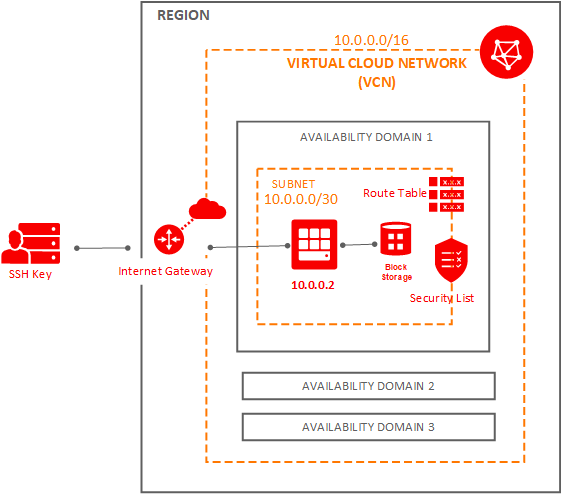 REGION
10.0.0.0/16
VIRTUAL CLOUD NETWORK
(VCN)
AVAILABILITY DOMAIN 1
SUBNET
10.0.0.0/30
Route Table
x.x.x
x.x.x
x.x.x
SSH Key
Internet Gateway
10.0.0.2
Block
Storage
Security List
AVAILABILITY DOMAIN 2
AVAILABILITY DOMAIN 3